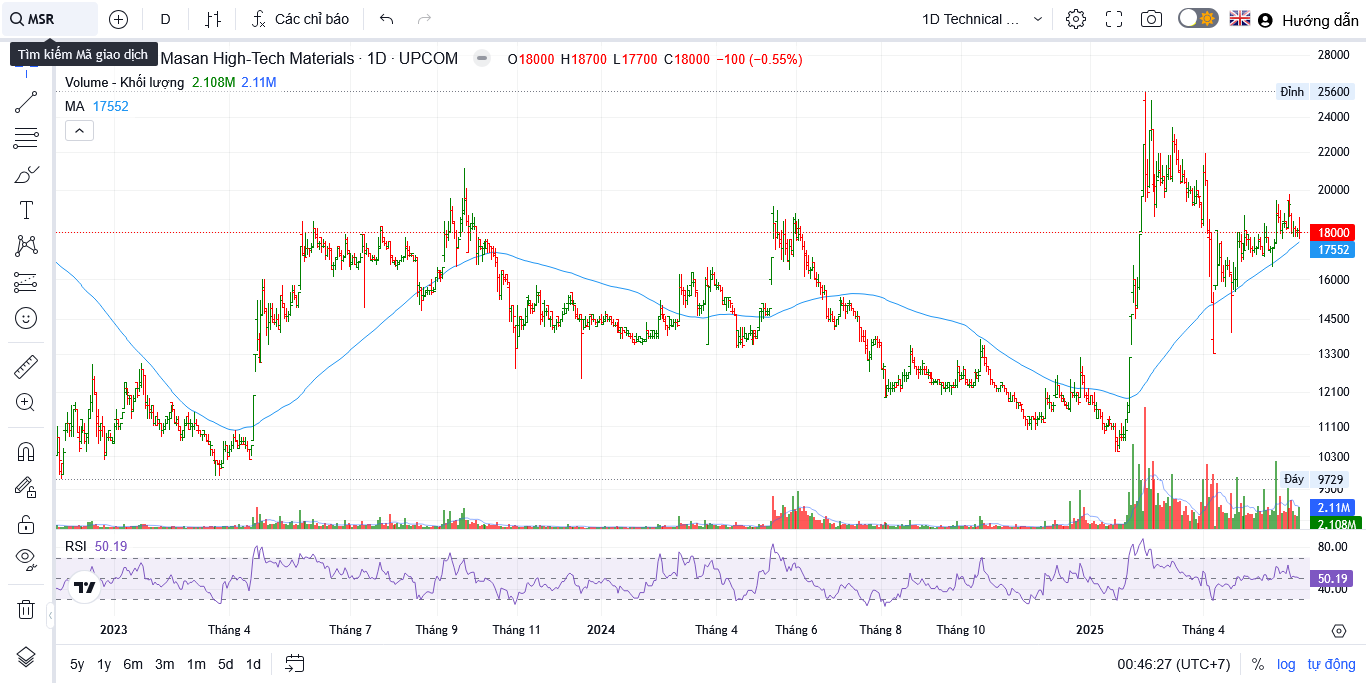 MSR D Các chỉ báo 1D Technical ... Hướng dẫn
Tìm kiếm Mã giao dịch Masan High-Tech Materials · 1D · UPCOM O18000 H18700 L17700 C18000 −100 (−0.55%)
Volume - Khối lượng 2.108M 2.11M
MA 17552
28000
Đỉnh 25600
24000
22000
20000
18000
17552
16000
14500
13300
12100
11100
10300
Đáy 9729
9500
2.11M
2.108M
RSI 50.19
80.00
50.19
40.00
2023 Tháng 4 Tháng 7 Tháng 9 Tháng 11 2024 Tháng 4 Tháng 6 Tháng 8 Tháng 10 2025 Tháng 4
5y 1y 6m 3m 1m 5d 1d 00:46:27 (UTC+7) % log tự động